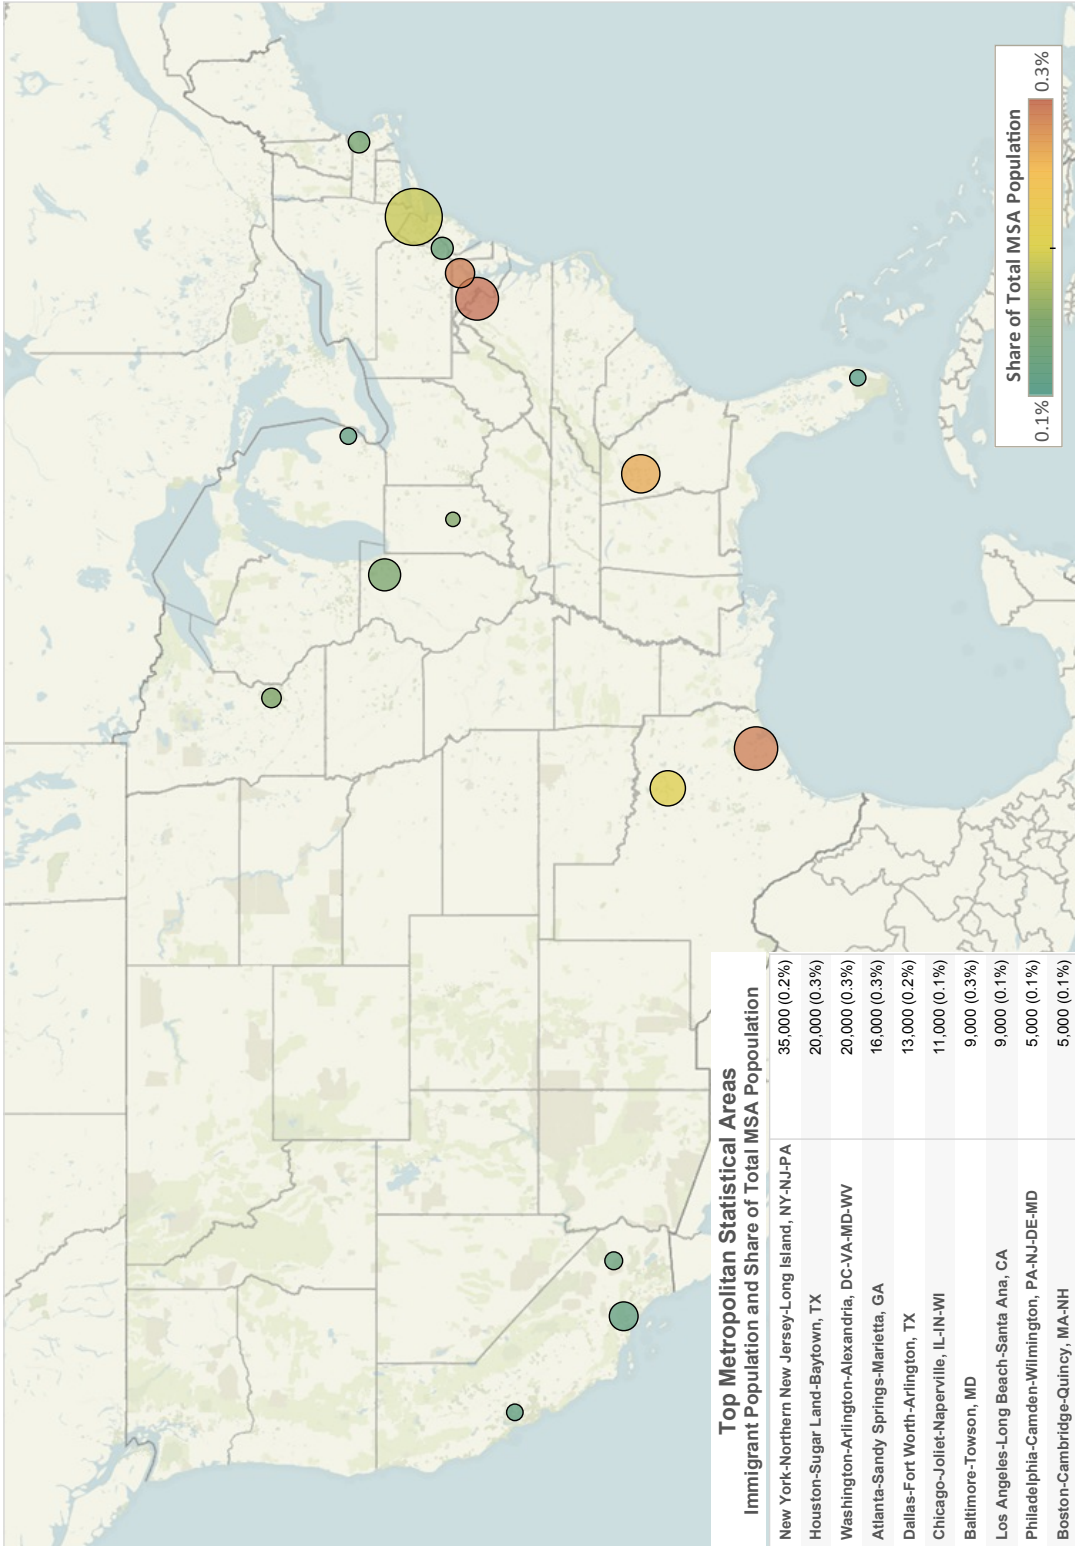 Top Metropolitan Statistical Areas
Immigrant Population and Share of Total MSA Popoulation
New York-Northern New Jersey-Long Island, NY-NJ-PA 35,000 (0.2%)
Houston-Sugar Land-Baytown, TX 20,000 (0.3%)
Washington-Arlington-Alexandria, DC-VA-MD-WV 20,000 (0.3%)
Atlanta-Sandy Springs-Marietta, GA 16,000 (0.3%)
Dallas-Fort Worth-Arlington, TX 13,000 (0.2%)
Chicago-Joliet-Naperville, IL-IN-WI 11,000 (0.1%)
Baltimore-Towson, MD 9,000 (0.3%)
Los Angeles-Long Beach-Santa Ana, CA 9,000 (0.1%)
Philadelphia-Camden-Wilmington, PA-NJ-DE-MD 5,000 (0.1%)
Boston-Cambridge-Quincy, MA-NH 5,000 (0.1%)
Share of Total MSA Population
0.1% 0.3%